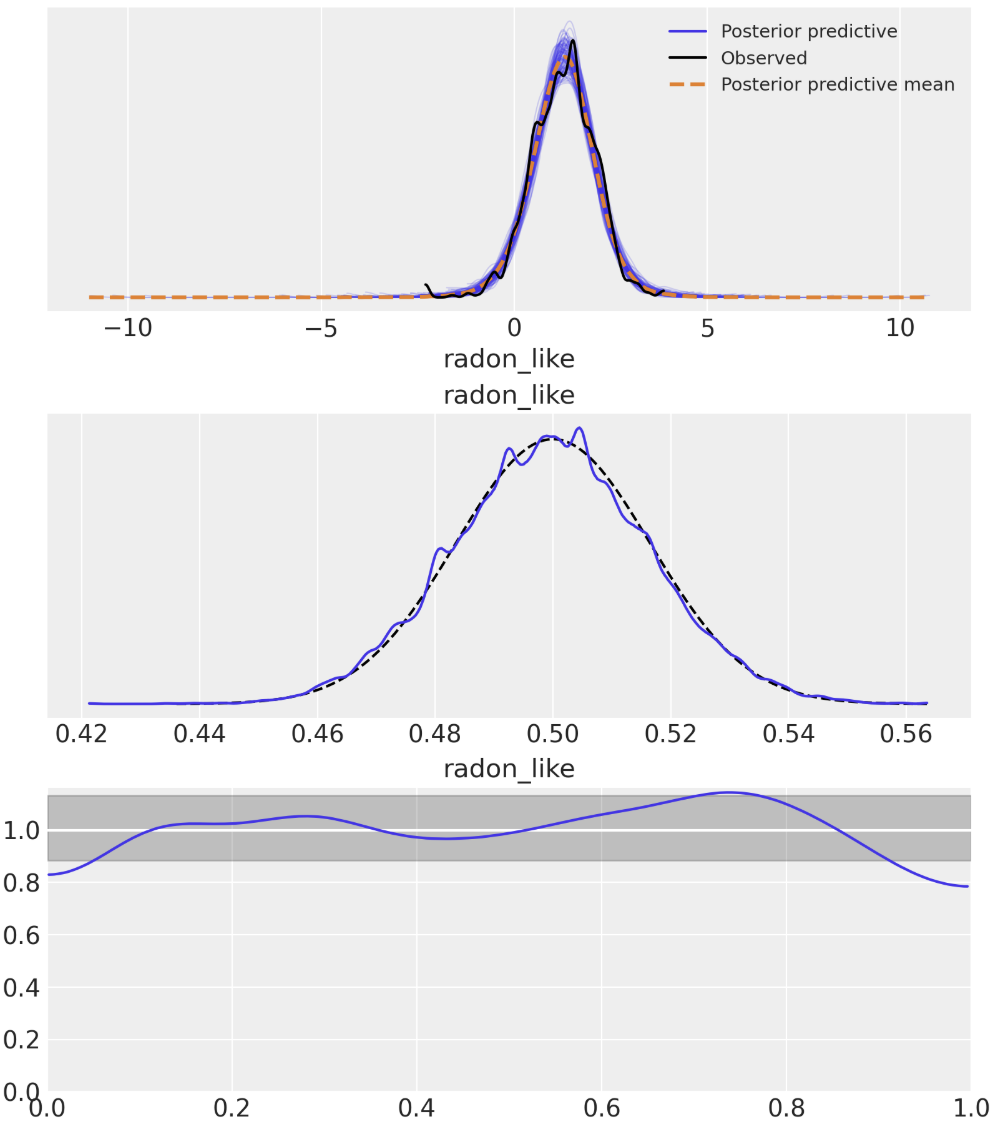 Posterior predictive
Observed
Posterior predictive mean
−10 −5 0 5 10
radon_like
radon_like
0.42 0.44 0.46 0.48 0.50 0.52 0.54 0.56
radon_like
1.0
0.8
0.6
0.4
0.2
0.0
0.0 0.2 0.4 0.6 0.8 1.0